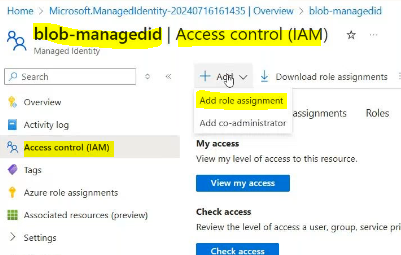 Home > Microsoft.ManagedID-20240716161435 | Overview > blob-managedid
blob-managedid | Access control (IAM)
Managed Identity
Search
Add
Download role assignments
Overview
Add role assignment
ssignments
Roles
Activity log
Add co-administrator
Access control (IAM)
My access
View my level of access to this resource.
Tags
View my access
Azure role assignments
Associated resources (preview)
Check access
Review the level of access a user, group, service pri
Settings
Check access